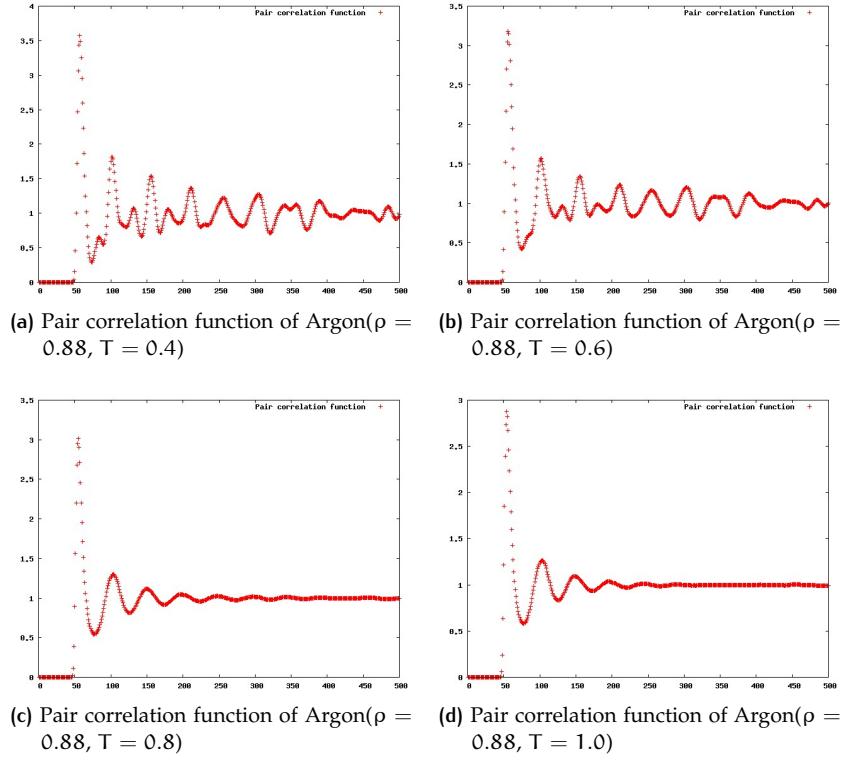 Pair correlation function
4
3.5
3
2.5
2
1.5
1
0.5
0
0 50 100 150 200 250 300 350 400 450 500
(a) Pair correlation function of Argon(ρ =
0.88, T = 0.4)
Pair correlation function
3.5
3
2.5
2
1.5
1
0.5
0
0 50 100 150 200 250 300 350 400 450 500
(b) Pair correlation function of Argon(ρ =
0.88, T = 0.6)
Pair correlation function
3.5
3
2.5
2
1.5
1
0.5
0
0 50 100 150 200 250 300 350 400 450 500
(c) Pair correlation function of Argon(ρ =
0.88, T = 0.8)
Pair correlation function
3
2.5
2
1.5
1
0.5
0
0 50 100 150 200 250 300 350 400 450 500
(d) Pair correlation function of Argon(ρ =
0.88, T = 1.0)